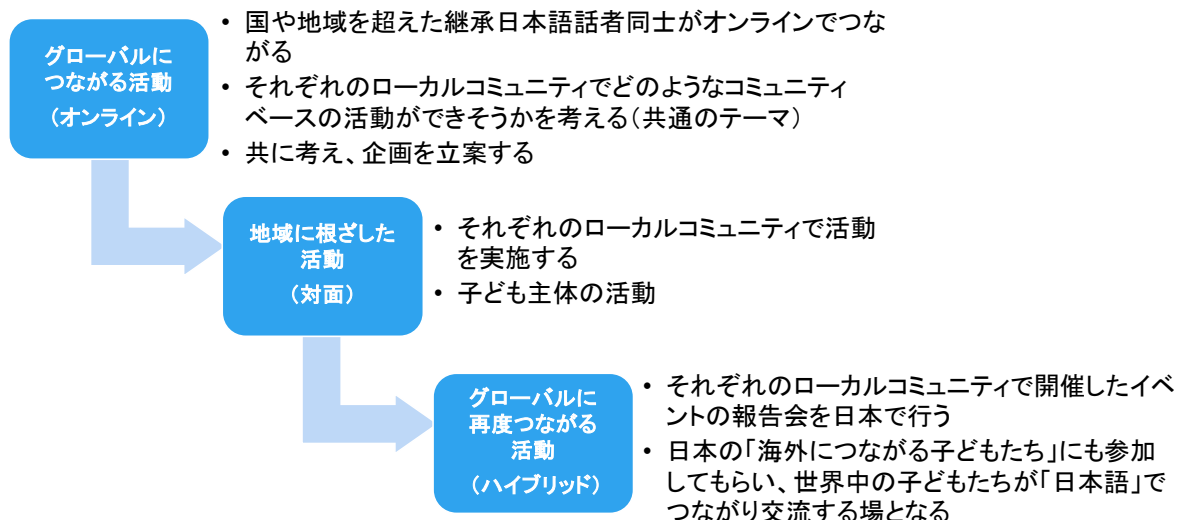 グローバルに
つながる活動
（オンライン）
• 国や地域を超えた継承日本語話者同士がオンラインでつな
がる
• それぞれのローカルコミュニティでどのようなコミュニティ
ベースの活動ができそうかを考える（共通のテーマ）
• 共に考え、企画を立案する
地域に根ざした
活動
（対面）
• それぞれのローカルコミュニティで活動
を実施する
• 子ども主体の活動
グローバルに
再度つながる
活動
（ハイブリッド）
• それぞれのローカルコミュニティで開催したイベ
ントの報告会を日本で行う
• 日本の「海外につながる子どもたち」にも参加
してもらい、世界中の子どもたちが「日本語」で
つながり交流する場となる